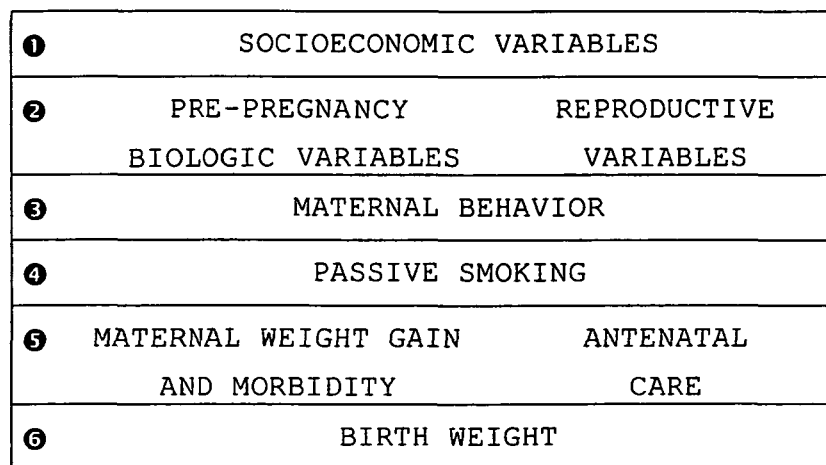 ❶ SOCIOECONOMIC VARIABLES
❷ PRE-PREGNANCY REPRODUCTIVE
BIOLOGIC VARIABLES VARIABLES
❸ MATERNAL BEHAVIOR
❹ PASSIVE SMOKING
❺ MATERNAL WEIGHT GAIN ANTENATAL
AND MORBIDITY CARE
❻ BIRTH WEIGHT